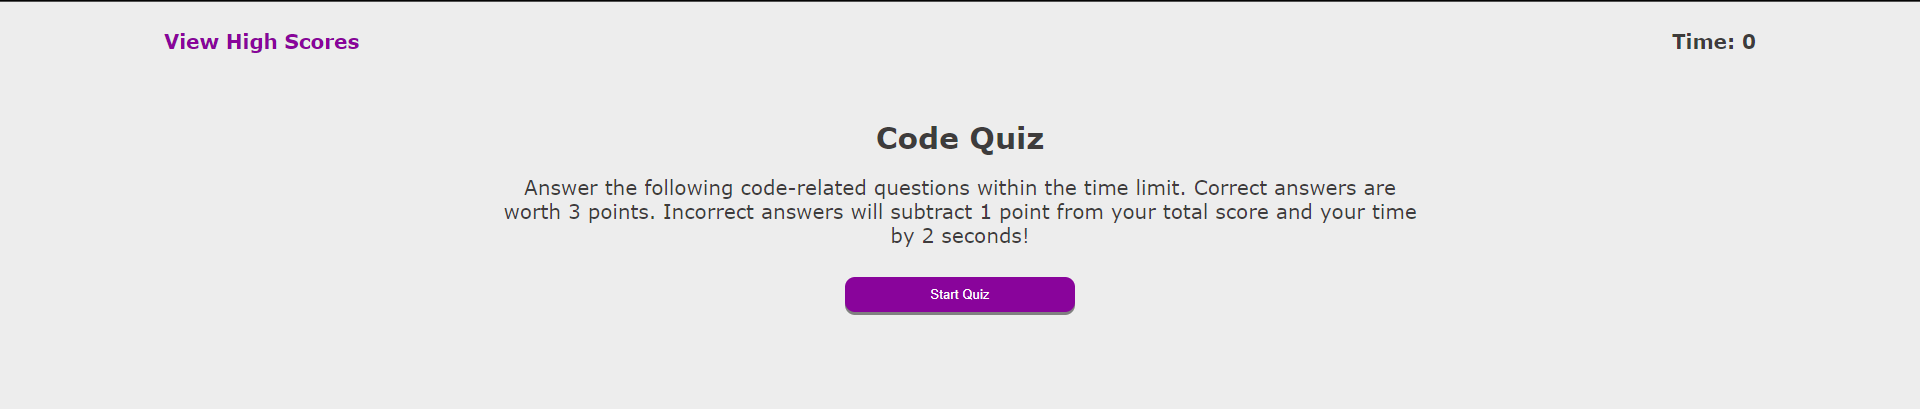 View High Scores
Time: 0
Code Quiz
Answer the following code-related questions within the time limit. Correct answers are
worth 3 points. Incorrect answers will subtract 1 point from your total score and your time
by 2 seconds!
Start Quiz